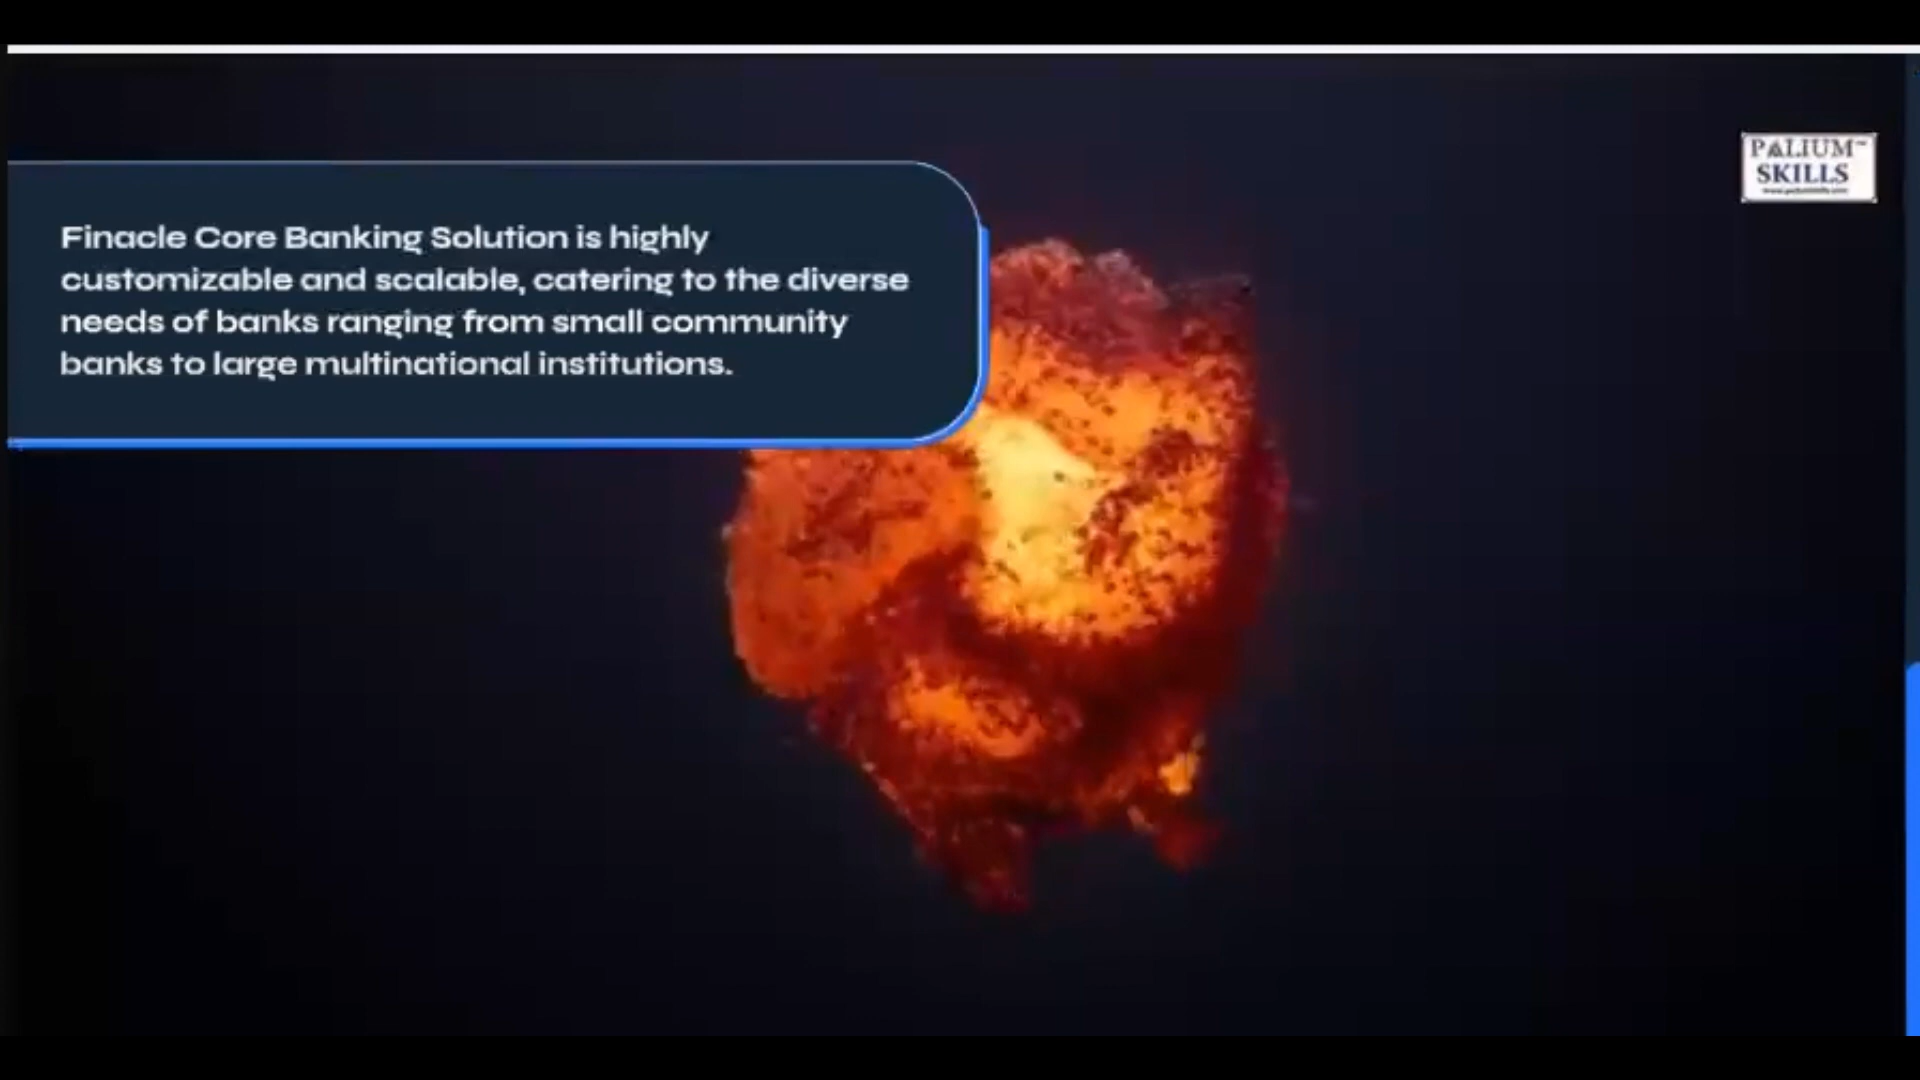 PALIUM™
SKILLS
Finacle Core Banking Solution is highly
customizable and scalable, catering to the diverse
needs of banks ranging from small community
banks to large multinational institutions.